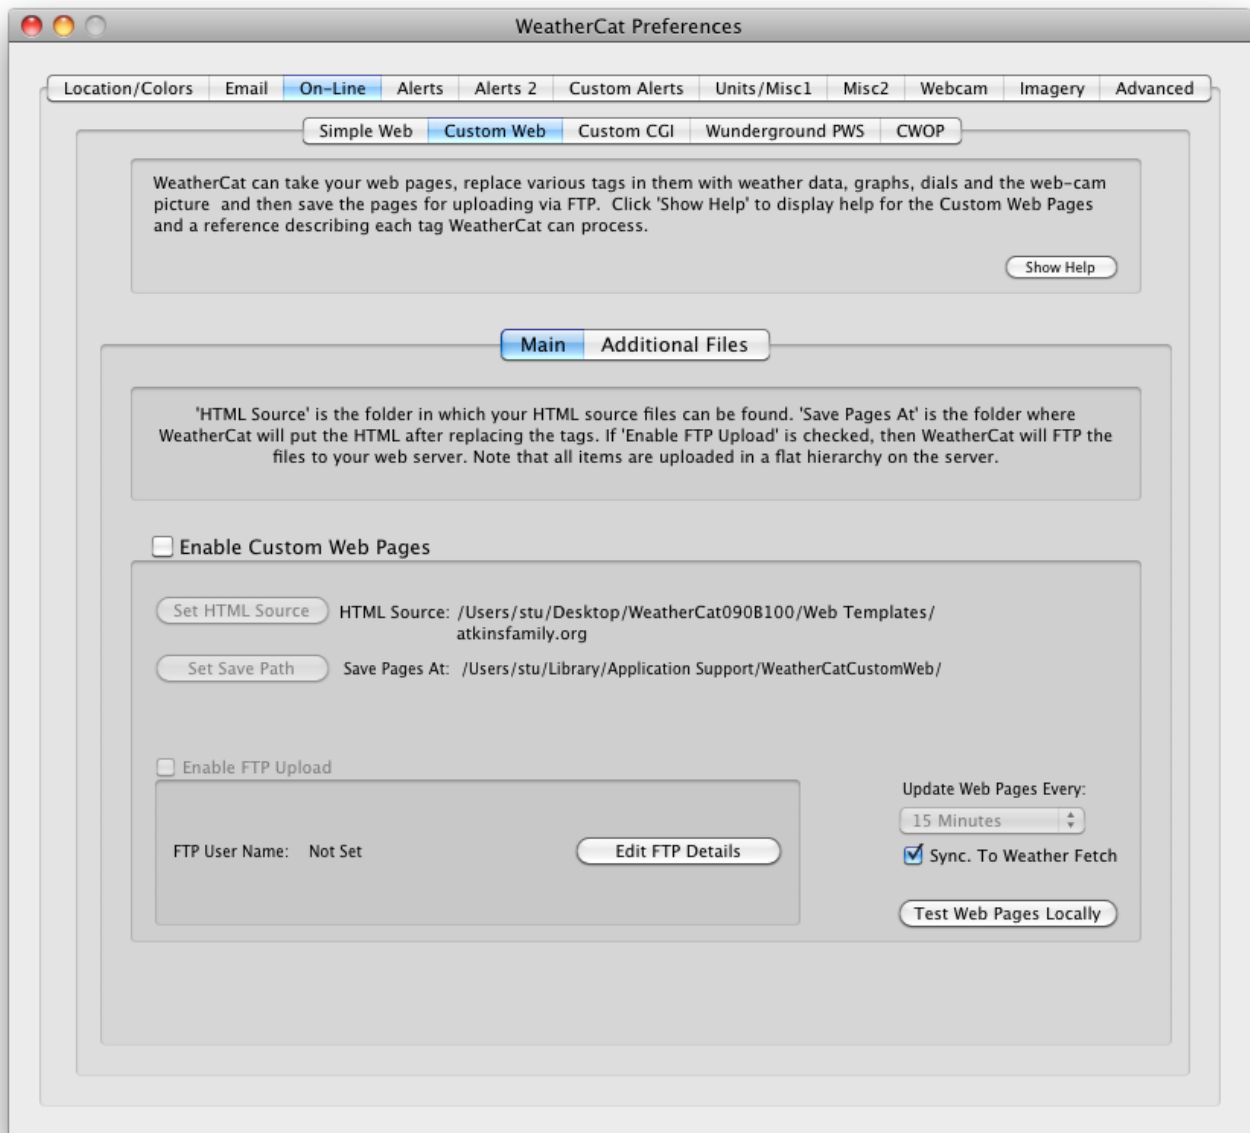 WeatherCat Preferences
Location/Colors Email On-Line Alerts Alerts 2 Custom Alerts Units/Misc1 Misc2 Webcam Imagery Advanced
Simple Web Custom Web Custom CGI Wunderground PWS CWOP
WeatherCat can take your web pages, replace various tags in them with weather data, graphs, dials and the web-cam
picture and then save the pages for uploading via FTP. Click 'Show Help' to display help for the Custom Web Pages
and a reference describing each tag WeatherCat can process.
Show Help
Main Additional Files
'HTML Source' is the folder in which your HTML source files can be found. 'Save Pages At' is the folder where
WeatherCat will put the HTML after replacing the tags. If 'Enable FTP Upload' is checked, then WeatherCat will FTP the
files to your web server. Note that all items are uploaded in a flat hierarchy on the server.
Enable Custom Web Pages
Set HTML Source HTML Source: /Users/stu/Desktop/WeatherCat090B100/Web Templates/
atkinsfamily.org
Set Save Path Save Pages At: /Users/stu/Library/Application Support/WeatherCatCustomWeb/
Enable FTP Upload
Update Web Pages Every:
15 Minutes
FTP User Name: Not Set Edit FTP Details
Sync. To Weather Fetch
Test Web Pages Locally